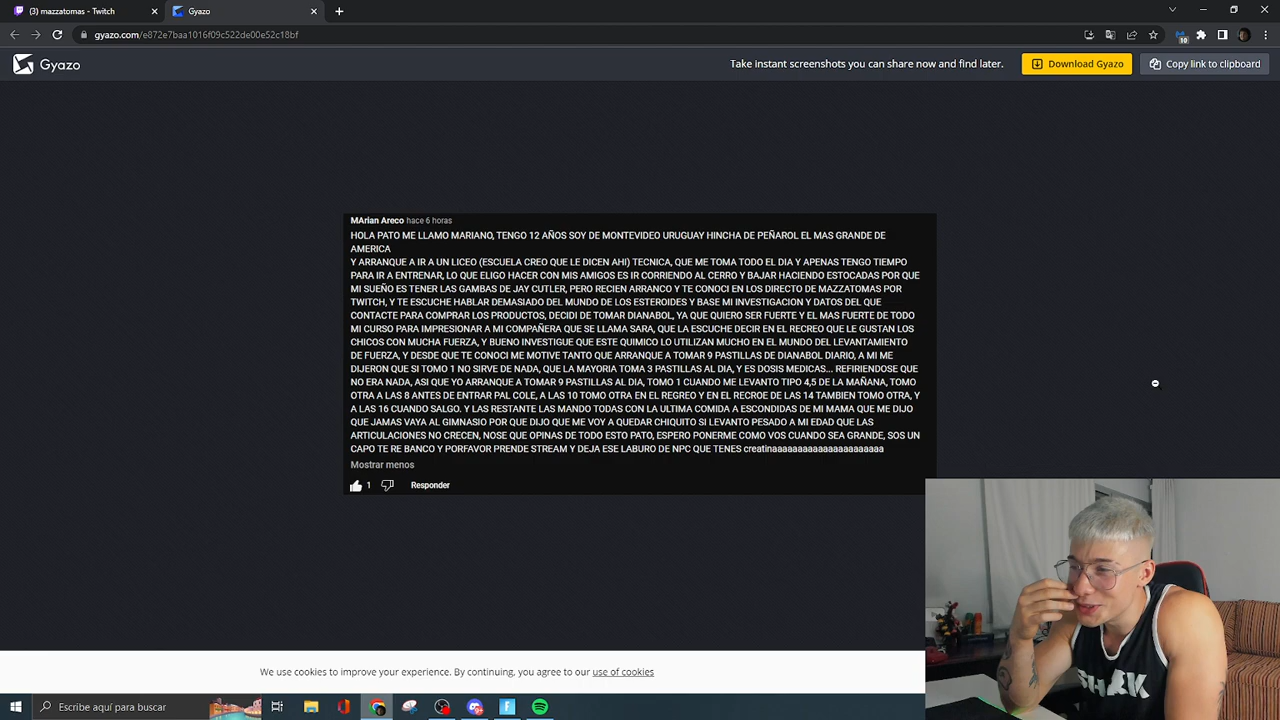 (3) mazzatomas - Twitch
Gyazo
gyazo.com/e872e7baa1016f09c522de00e52c18bf
10
Gyazo
Take instant screenshots you can share now and find later.
Download Gyazo
Copy link to clipboard
MArian Areco hace 6 horas
HOLA PATO ME LLAMO MARIANO, TENGO 12 AÑOS SOY DE MONTEVIDEO URUGUAY HINCHA DE PEÑAROL EL MAS GRANDE DE
AMERICA
Y ARRANQUE A IR A UN LICEO (ESCUELA CREO QUE LE DICEN AHI) TECNICA, QUE ME TOMA TODO EL DIA Y APENAS TENGO TIEMPO
PARA IR A ENTRENAR, LO QUE ELIGO HACER CON MIS AMIGOS ES IR CORRIENDO AL CERRO Y BAJAR HACIENDO ESTOCADAS POR QUE
MI SUEÑO ES TENER LAS GAMBAS DE JAY CUTLER, PERO RECIEN ARRANCO Y TE CONOCI EN LOS DIRECTO DE MAZZATOMAS POR
TWITCH, Y TE ESCUCHE HABLAR DEMASIADO DEL MUNDO DE LOS ESTEROIDES Y BASE MI INVESTIGACION Y DATOS DEL QUE
CONTACTE PARA COMPRAR LOS PRODUCTOS, DECIDI DE TOMAR DIANABOL, YA QUE QUIERO SER FUERTE Y EL MAS FUERTE DE TODO
MI CURSO PARA IMPRESIONAR A MI COMPAÑERA QUE SE LLAMA SARA, QUE LA ESCUCHE DECIR EN EL RECREO QUE LE GUSTAN LOS
CHICOS CON MUCHA FUERZA, Y BUENO INVESTIGUE QUE ESTE QUIMICO LO UTILIZAN MUCHO EN EL MUNDO DEL LEVANTAMIENTO
DE FUERZA, Y DESDE QUE TE CONOCI ME MOTIVE TANTO QUE ARRANQUE A TOMAR 9 PASTILLAS DE DIANABOL DIARIO, A MI ME
DIJERON QUE SI TOMO 1 NO SIRVE DE NADA, QUE LA MAYORIA TOMA 3 PASTILLAS AL DIA, Y ES DOSIS MEDICAS... REFIRIENDOSE QUE
NO ERA NADA, ASI QUE YO ARRANQUE A TOMAR 9 PASTILLAS AL DIA, TOMO 1 CUANDO ME LEVANTO TIPO 4,5 DE LA MAÑANA, TOMO
OTRA A LAS 8 ANTES DE ENTRAR PAL COLE, A LAS 10 TOMO OTRA EN EL REGREO Y EN EL RECROE DE LAS 14 TAMBIEN TOMO OTRA, Y
A LAS 16 CUANDO SALGO. Y LAS RESTANTE LAS MANDO TODAS CON LA ULTIMA COMIDA A ESCONDIDAS DE MI MAMA QUE ME DIJO
QUE JAMAS VAYA AL GIMNASIO POR QUE DIJO QUE ME VOY A QUEDAR CHIQUITO SI LEVANTO PESADO A MI EDAD QUE LAS
ARTICULACIONES NO CRECEN, NOSE QUE OPINAS DE TODO ESTO PATO, ESPERO PONERME COMO VOS CUANDO SEA GRANDE, SOS UN
CAPO TE RE BANCO Y PORFAVOR PRENDE STREAM Y DEJA ESE LABURO DE NPC QUE TENES creatinaaaaaaaaaaaaaaaaaaaaaa
Mostrar menos
1
Responder
We use cookies to improve your experience. By continuing, you agree to our use of cookies
Escribe aquí para buscar